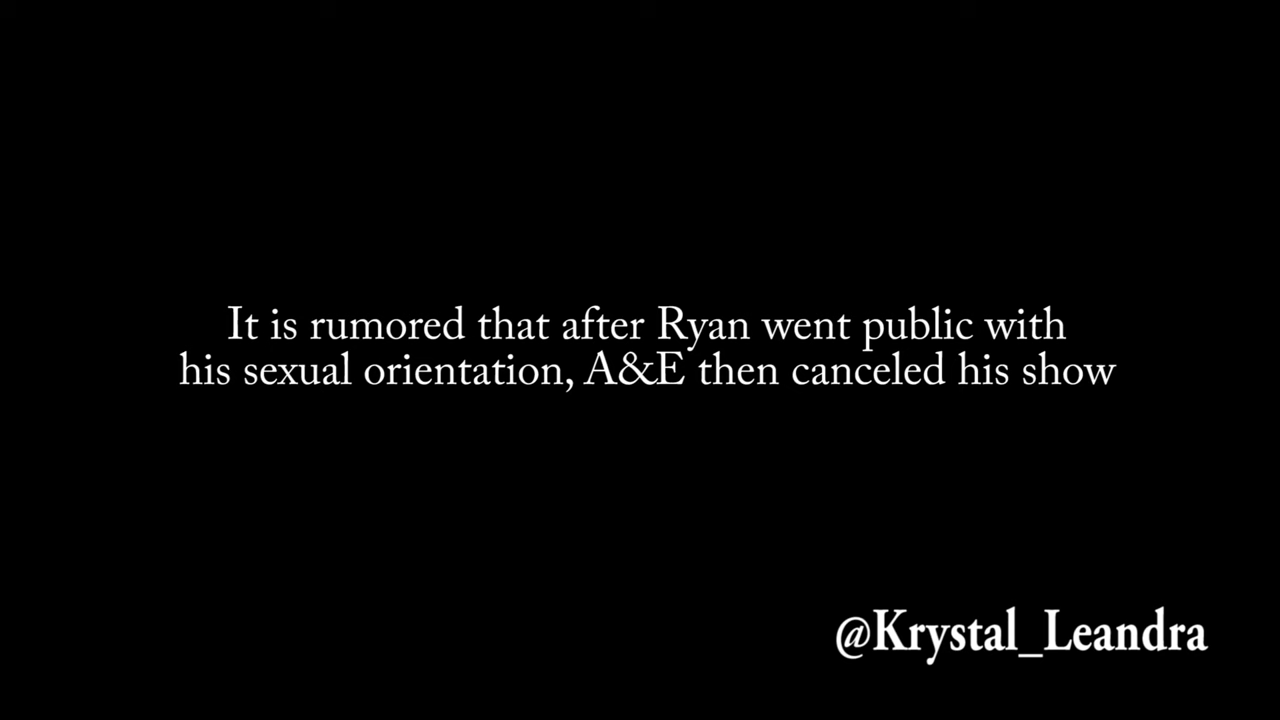 It is rumored that after Ryan went public with
his sexual orientation, A&E then canceled his show
@Krystal_Leandra